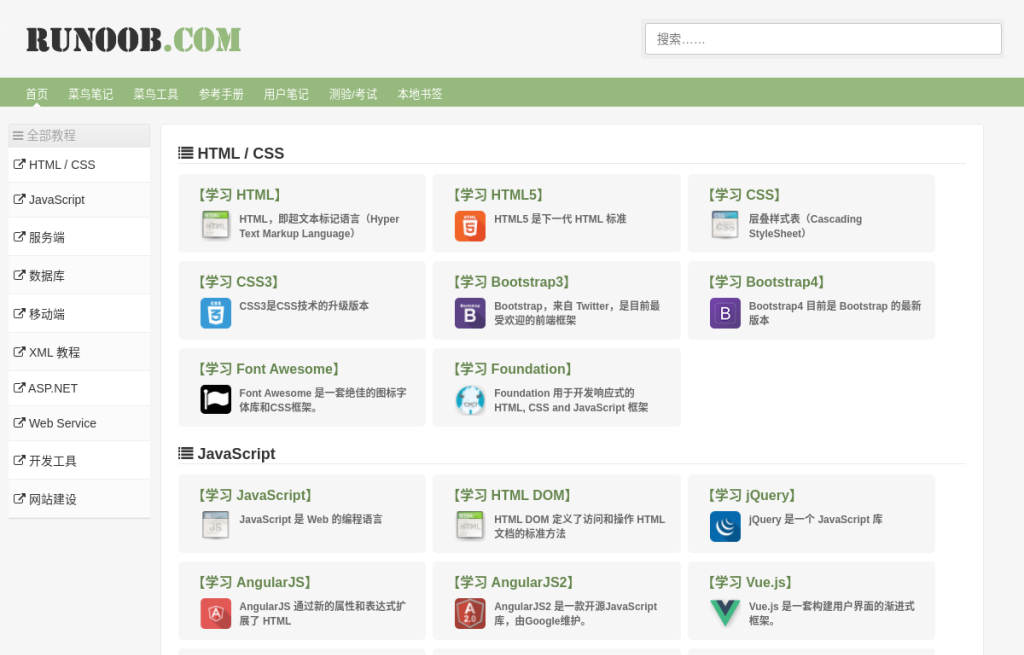 RUNOOB.COM
搜索……
首页 菜鸟笔记 菜鸟工具 参考手册 用户笔记 测验/考试 本地书签
全部教程
HTML / CSS
JavaScript
服务端
数据库
移动端
XML 教程
ASP.NET
Web Service
开发工具
网站建设
HTML / CSS
【学习 HTML】
HTML
HTML，即超文本标记语言（Hyper
Text Markup Language）
【学习 HTML5】
HTML
5
HTML5 是下一代 HTML 标准
【学习 CSS】
CSS
层叠样式表（Cascading
StyleSheet）
【学习 CSS3】
CSS
3
CSS3是CSS技术的升级版本
【学习 Bootstrap3】
Bootstrap
B
Bootstrap，来自 Twitter，是目前最
受欢迎的前端框架
【学习 Bootstrap4】
B
Bootstrap4 目前是 Bootstrap 的最新
版本
【学习 Font Awesome】
Font Awesome 是一套绝佳的图标字
体库和CSS框架。
【学习 Foundation】
Foundation 用于开发响应式的
HTML, CSS and JavaScript 框架
JavaScript
【学习 JavaScript】
JS
JavaScript 是 Web 的编程语言
【学习 HTML DOM】
HTML
HTML DOM 定义了访问和操作 HTML
文档的标准方法
【学习 jQuery】
jQuery 是一个 JavaScript 库
【学习 AngularJS】
A
AngularJS 通过新的属性和表达式扩
展了 HTML
【学习 AngularJS2】
A
2.0
AngularJS2 是一款开源JavaScript
库，由Google维护。
【学习 Vue.js】
Vue.js 是一套构建用户界面的渐进式
框架。